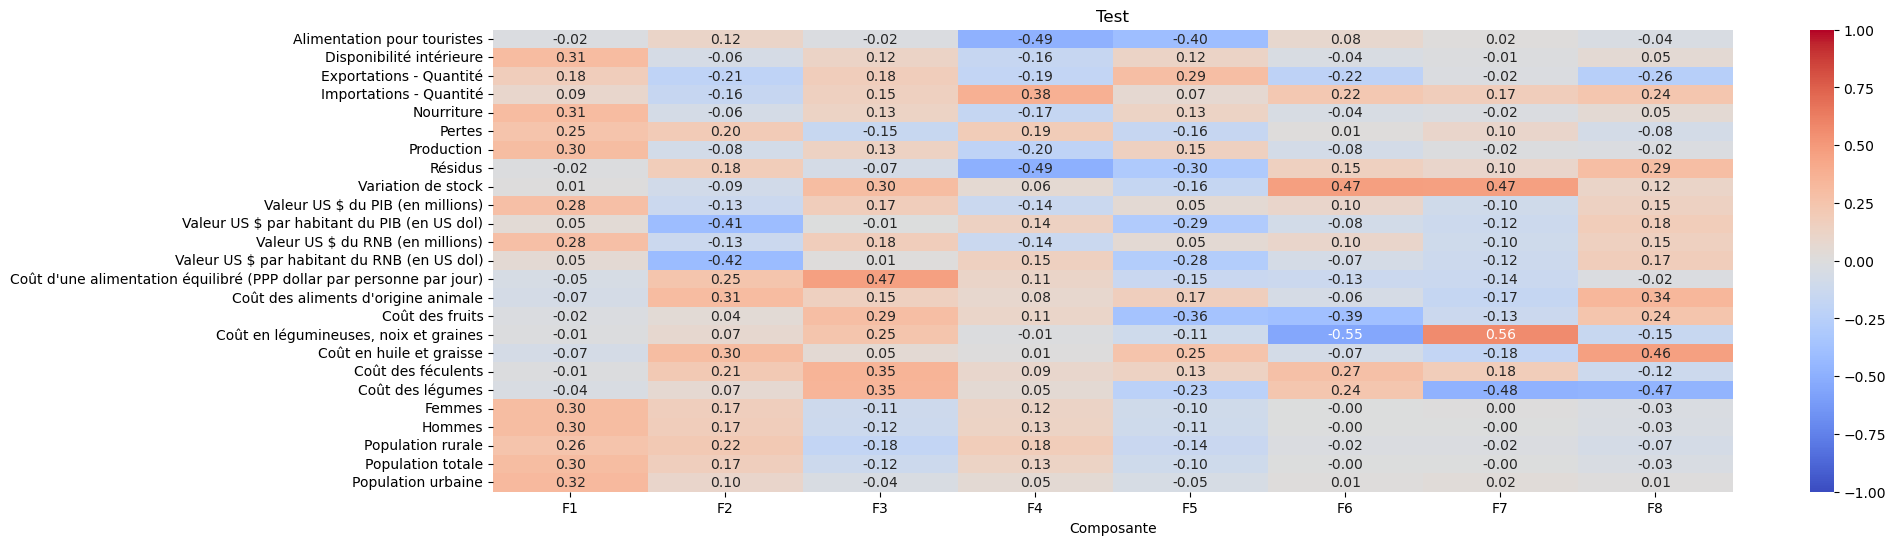 Test
Alimentation pour touristes -0.02 0.12 -0.02 -0.49 -0.40 0.08 0.02 -0.04
Disponibilité intérieure 0.31 -0.06 0.12 -0.16 0.12 -0.04 -0.01 0.05
Exportations - Quantité 0.18 -0.21 0.18 -0.19 0.29 -0.22 -0.02 -0.26
Importations - Quantité 0.09 -0.16 0.15 0.38 0.07 0.22 0.17 0.24
Nourriture 0.31 -0.06 0.13 -0.17 0.13 -0.04 -0.02 0.05
Pertes 0.25 0.20 -0.15 0.19 -0.16 0.01 0.10 -0.08
Production 0.30 -0.08 0.13 -0.20 0.15 -0.08 -0.02 -0.02
Résidus -0.02 0.18 -0.07 -0.49 -0.30 0.15 0.10 0.29
Variation de stock 0.01 -0.09 0.30 0.06 -0.16 0.47 0.47 0.12
Valeur US $ du PIB (en millions) 0.28 -0.13 0.17 -0.14 0.05 0.10 -0.10 0.15
Valeur US $ par habitant du PIB (en US dol) 0.05 -0.41 -0.01 0.14 -0.29 -0.08 -0.12 0.18
Valeur US $ du RNB (en millions) 0.28 -0.13 0.18 -0.14 0.05 0.10 -0.10 0.15
Valeur US $ par habitant du RNB (en US dol) 0.05 -0.42 0.01 0.15 -0.28 -0.07 -0.12 0.17
Coût d'une alimentation équilibré (PPP dollar par personne par jour) -0.05 0.25 0.47 0.11 -0.15 -0.13 -0.14 -0.02
Coût des aliments d'origine animale -0.07 0.31 0.15 0.08 0.17 -0.06 -0.17 0.34
Coût des fruits -0.02 0.04 0.29 0.11 -0.36 -0.39 -0.13 0.24
Coût en légumineuses, noix et graines -0.01 0.07 0.25 -0.01 -0.11 -0.55 0.56 -0.15
Coût en huile et graisse -0.07 0.30 0.05 0.01 0.25 -0.07 -0.18 0.46
Coût des féculents -0.01 0.21 0.35 0.09 0.13 0.27 0.18 -0.12
Coût des légumes -0.04 0.07 0.35 0.05 -0.23 0.24 -0.48 -0.47
Femmes 0.30 0.17 -0.11 0.12 -0.10 -0.00 0.00 -0.03
Hommes 0.30 0.17 -0.12 0.13 -0.11 -0.00 -0.00 -0.03
Population rurale 0.26 0.22 -0.18 0.18 -0.14 -0.02 -0.02 -0.07
Population totale 0.30 0.17 -0.12 0.13 -0.10 -0.00 -0.00 -0.03
Population urbaine 0.32 0.10 -0.04 0.05 -0.05 0.01 0.02 0.01
F1 F2 F3 F4 F5 F6 F7 F8
Composante
1.00
0.75
0.50
0.25
0.00
−0.25
−0.50
−0.75
−1.00